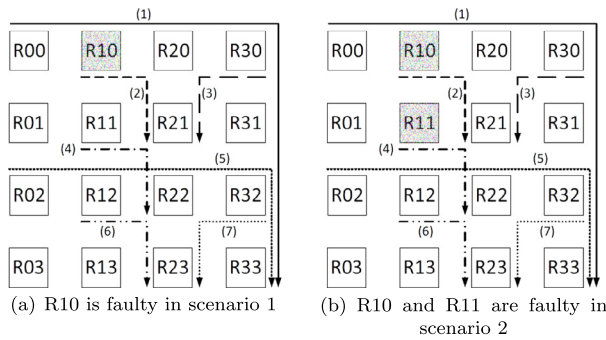 (1)
R00 R10 R20 R30
(2) (3)
R01 R11 R21 R31
(4) (5)
R02 R12 R22 R32
(6) (7)
R03 R13 R23 R33
(a) R10 is faulty in scenario 1
(1)
R00 R10 R20 R30
(2) (3)
R01 R11 R21 R31
(4) (5)
R02 R12 R22 R32
(6) (7)
R03 R13 R23 R33
(b) R10 and R11 are faulty in
scenario 2